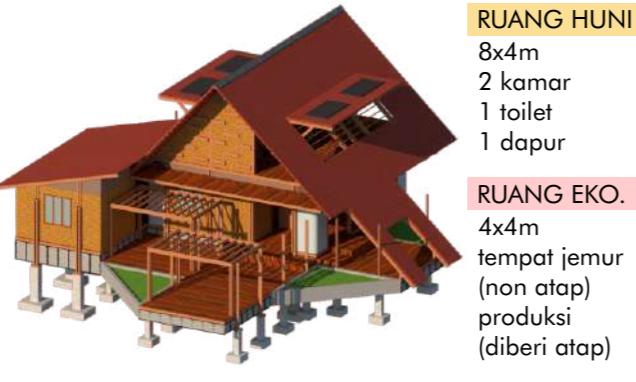 RUANG HUNI
8x4m
2 kamar
1 toilet
1 dapur
RUANG EKO.
4x4m
tempat jemur
(non atap)
produksi
(diberi atap)